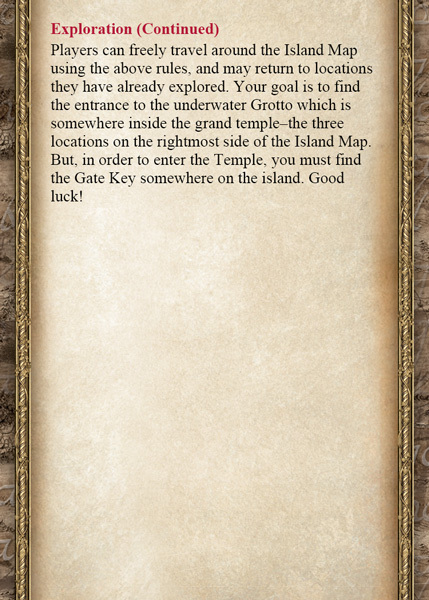 Exploration (Continued)
Players can freely travel around the Island Map
using the above rules, and may return to locations
they have already explored. Your goal is to find
the entrance to the underwater Grotto which is
somewhere inside the grand temple–the three
locations on the rightmost side of the Island Map.
But, in order to enter the Temple, you must find
the Gate Key somewhere on the island. Good
luck!